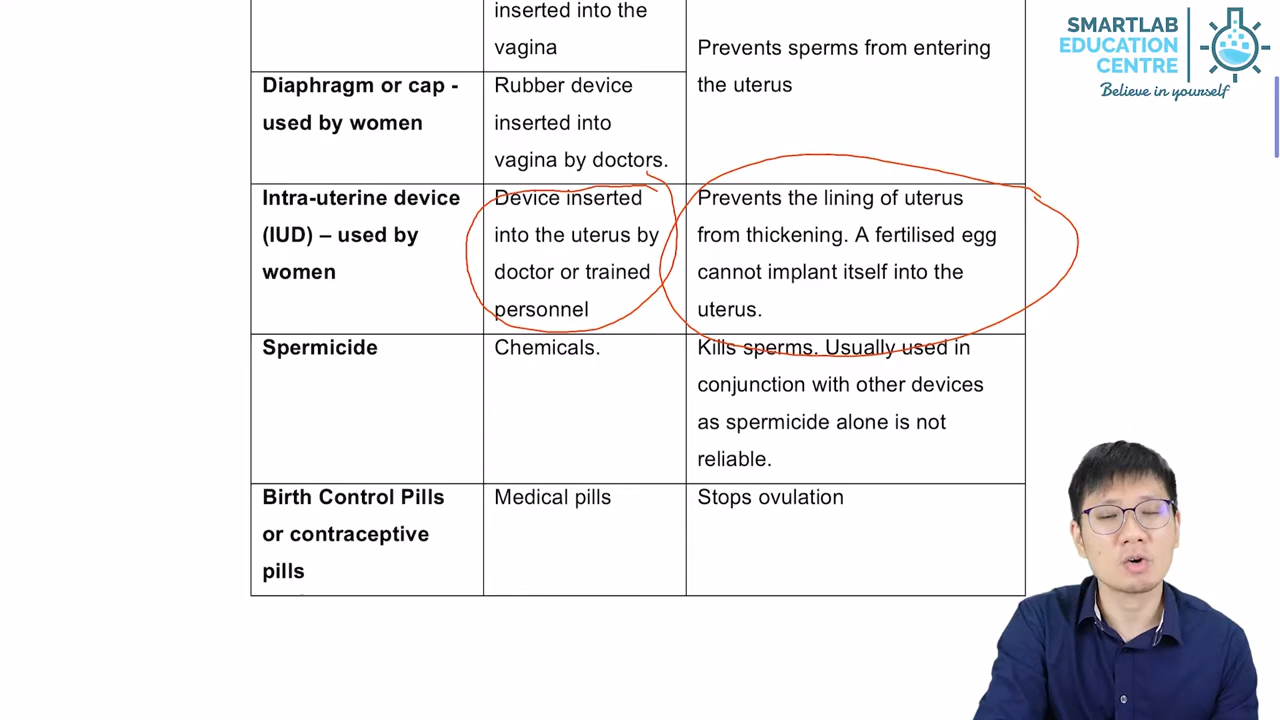 inserted into the
vagina
Prevents sperms from entering
the uterus
Diaphragm or cap -
used by women
Rubber device
inserted into
vagina by doctors.
Intra-uterine device
(IUD) – used by
women
Device inserted
into the uterus by
doctor or trained
personnel
Prevents the lining of uterus
from thickening. A fertilised egg
cannot implant itself into the
uterus.
Spermicide
Chemicals.
Kills sperms. Usually used in
conjunction with other devices
as spermicide alone is not
reliable.
Birth Control Pills
or contraceptive
pills
Medical pills
Stops ovulation
SMARTLAB
EDUCATION
CENTRE
Believe in yourself